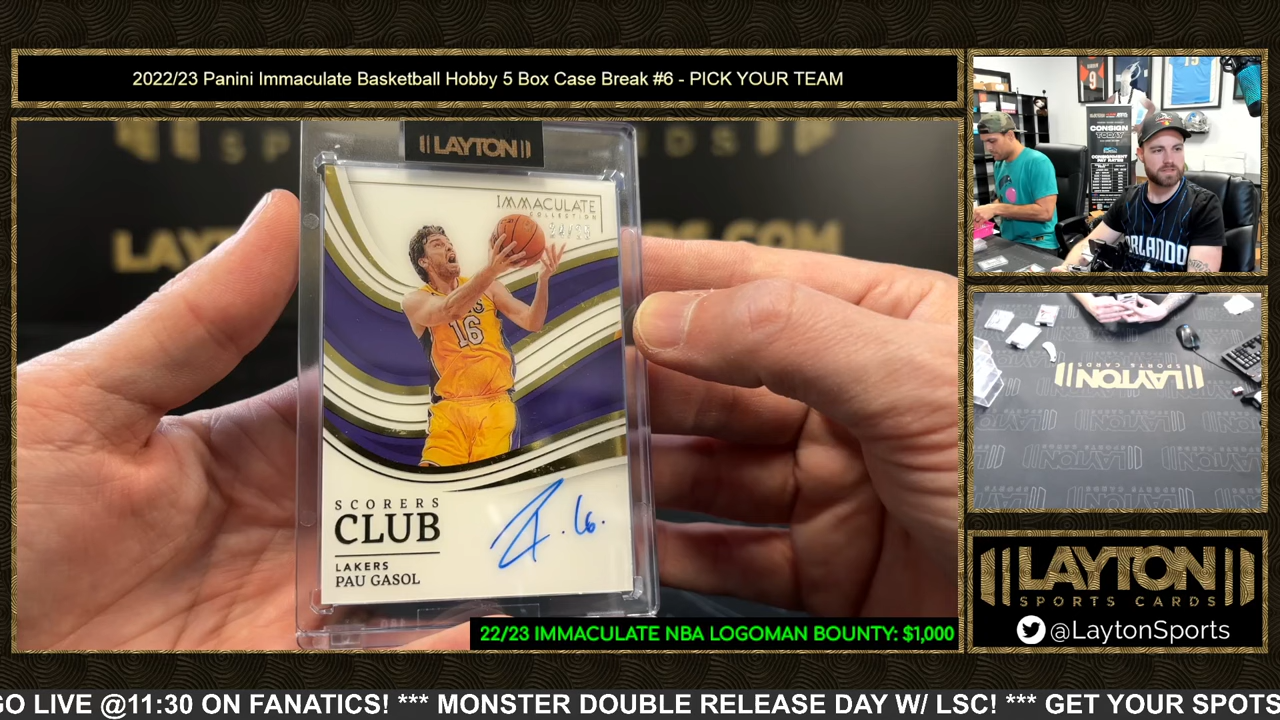 2022/23 Panini Immaculate Basketball Hobby 5 Box Case Break #6 - PICK YOUR TEAM
LAYTON
IMMACULATE
COLLECTION
16
SCORERS
CLUB
LAKERS
PAU GASOL
22/23 IMMACULATE NBA LOGOMAN BOUNTY: $1,000
CONSIGN
TODAY
ORLANDO
LAYTON
LAYTON
SPORTS CARDS
@LaytonSports
GO LIVE @11:30 ON FANATICS! *** MONSTER DOUBLE RELEASE DAY W/ LSC! *** GET YOUR SPOTS